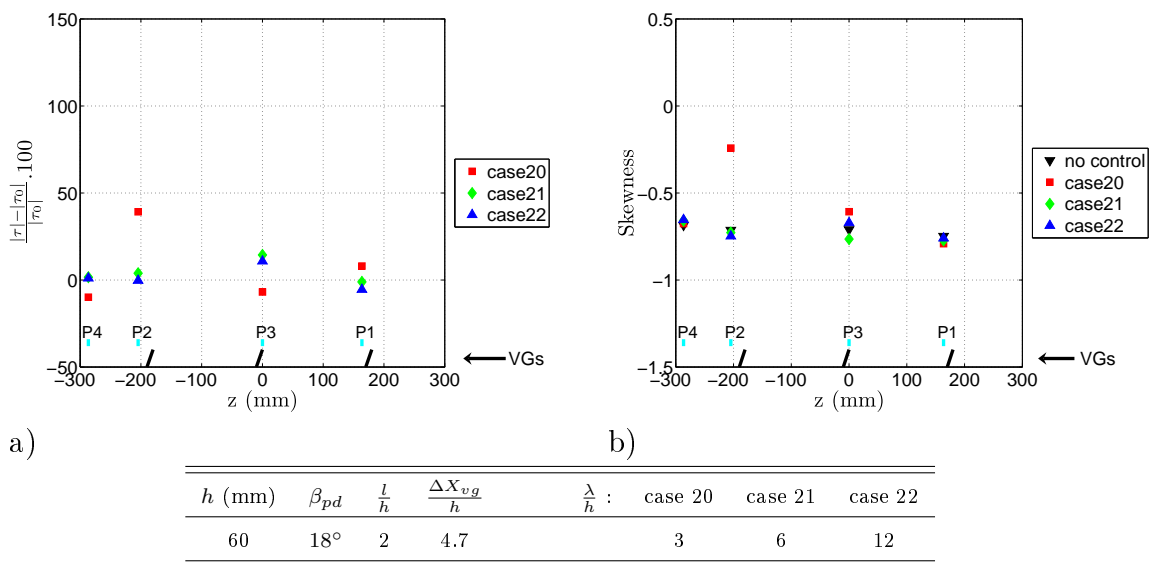 150
100
50
0
−50
−300 −200 −100 0 100 200 300
z (mm)
|τ|−|τ₀| / |τ₀| .100
P4 P2 P3 P1
VGs
case20
case21
case22
a)
0.5
0
−0.5
−1
−1.5
−300 −200 −100 0 100 200 300
z (mm)
Skewness
P4 P2 P3 P1
VGs
no control
case20
case21
case22
b)
h (mm) β_pd l/h ΔX_vg/h λ/h : case 20 case 21 case 22
60 18° 2 4.7 3 6 12